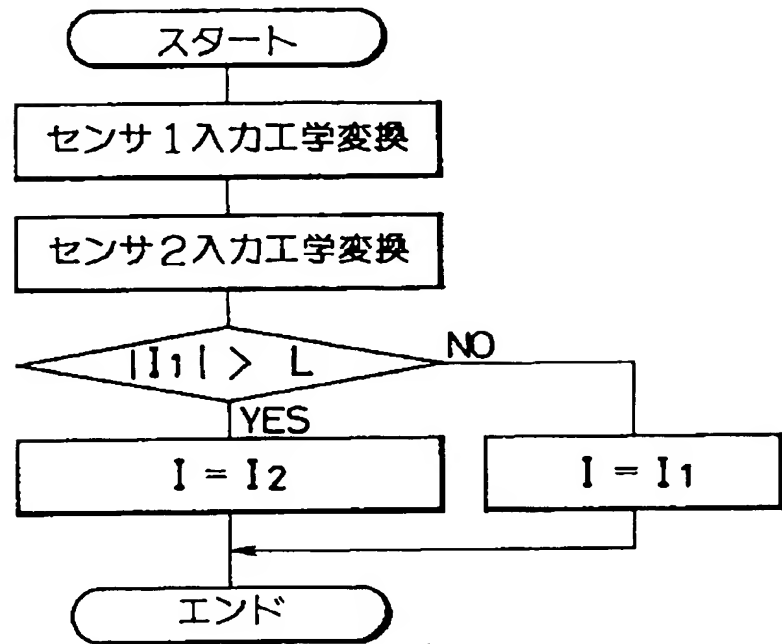 スタート
センサ1入力工学変換
センサ2入力工学変換
|I1| > L
NO
YES
I = I2
I = I1
エンド